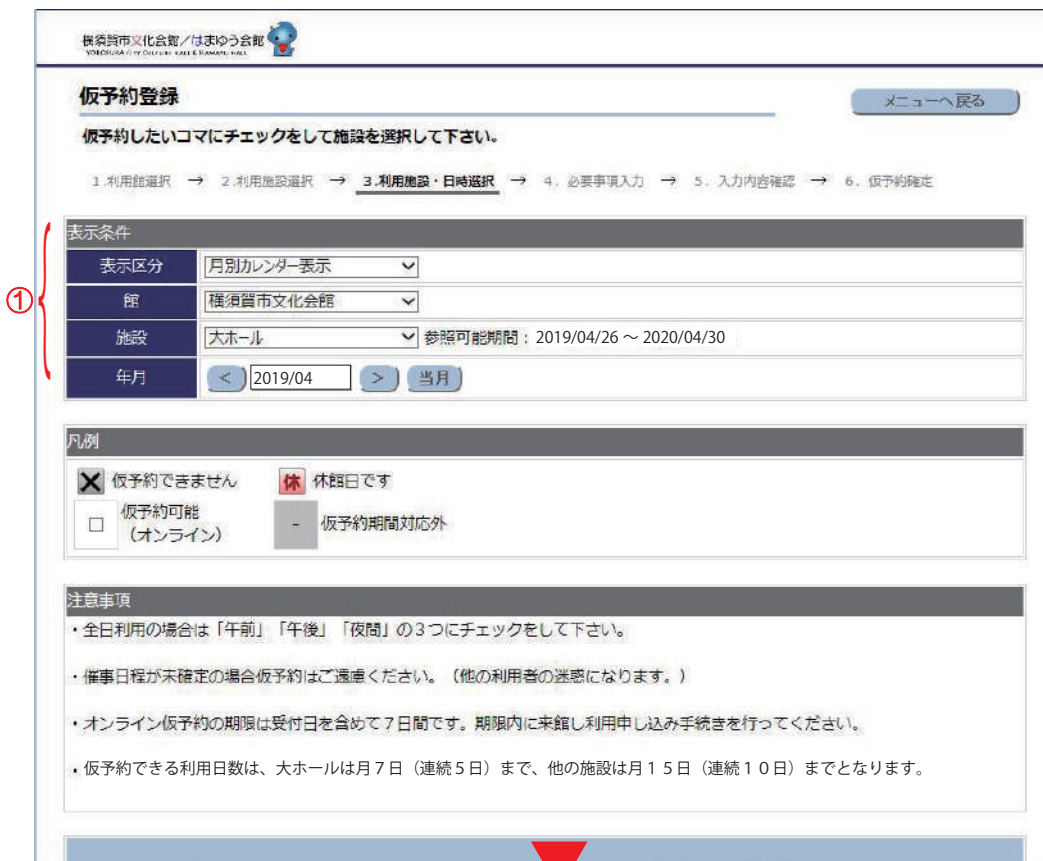 横須賀市文化会館／はまゆう会館
YOKOSUKA CITY CULTURE HALL & HAMAYU HALL
仮予約登録
メニューへ戻る
仮予約したいコマにチェックをして施設を選択して下さい。
1.利用館選択 → 2.利用施設選択 → 3.利用施設・日時選択 → 4. 必要事項入力 → 5. 入力内容確認 → 6. 仮予約確定
①
表示条件
表示区分 月別カレンダー表示
館 横須賀市文化会館
施設 大ホール 参照可能期間：2019/04/26 ～ 2020/04/30
年月 ＜ 2019/04 ＞ 当月
凡例
仮予約できません 休 休館日です
仮予約可能
（オンライン） - 仮予約期間対応外
注意事項
・全日利用の場合は「午前」「午後」「夜間」の３つにチェックをして下さい。
・催事日程が未確定の場合仮予約はご遠慮ください。（他の利用者の迷惑になります。）
・オンライン仮予約の期限は受付日を含めて７日間です。期限内に来館し利用申し込み手続きを行ってください。
・仮予約できる利用日数は、大ホールは月７日（連続５日）まで、他の施設は月１５日（連続１０日）までとなります。